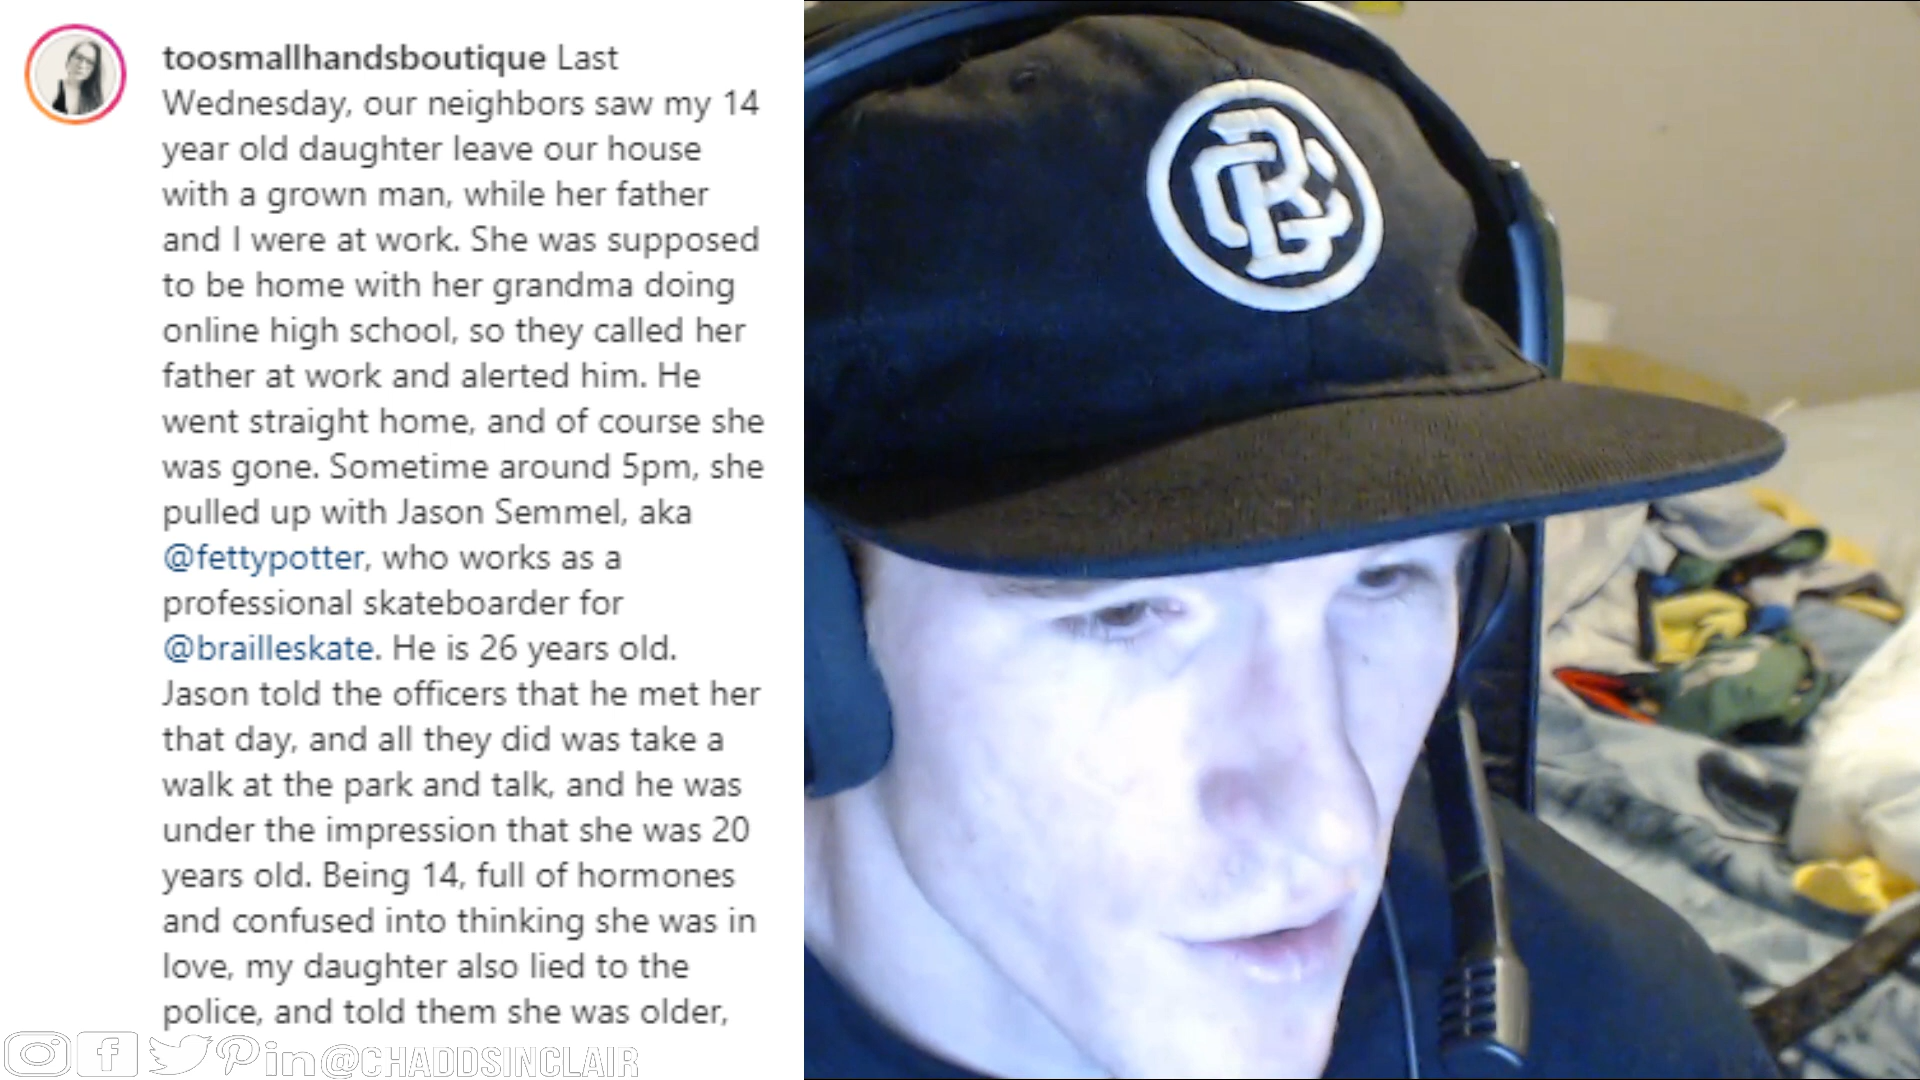 toosmallhandsboutique Last
Wednesday, our neighbors saw my 14
year old daughter leave our house
with a grown man, while her father
and I were at work. She was supposed
to be home with her grandma doing
online high school, so they called her
father at work and alerted him. He
went straight home, and of course she
was gone. Sometime around 5pm, she
pulled up with Jason Semmel, aka
@fettypotter, who works as a
professional skateboarder for
@brailleskate. He is 26 years old.
Jason told the officers that he met her
that day, and all they did was take a
walk at the park and talk, and he was
under the impression that she was 20
years old. Being 14, full of hormones
and confused into thinking she was in
love, my daughter also lied to the
police, and told them she was older,
in@CHADDSINCLAIR